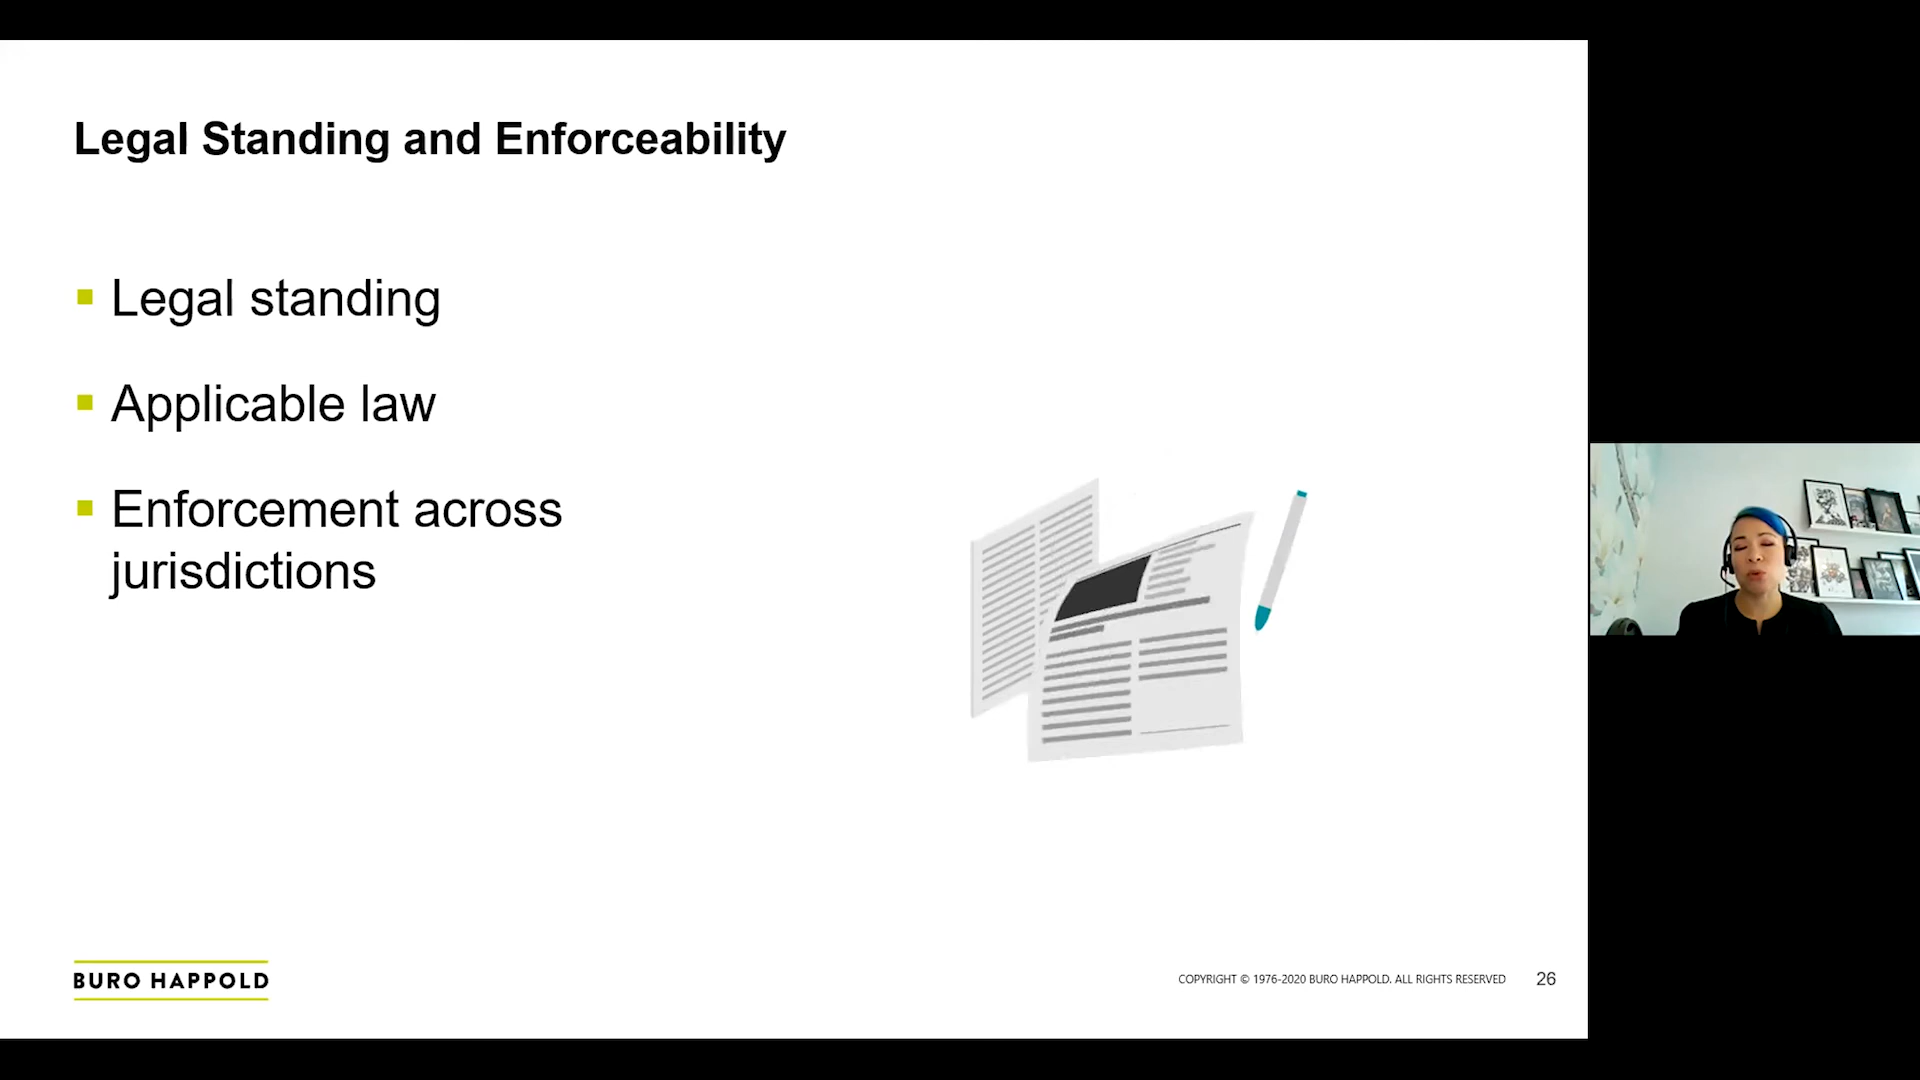 Legal Standing and Enforceability
Legal standing
Applicable law
Enforcement across
jurisdictions
BURO HAPPOLD
COPYRIGHT © 1976-2020 BURO HAPPOLD. ALL RIGHTS RESERVED
26